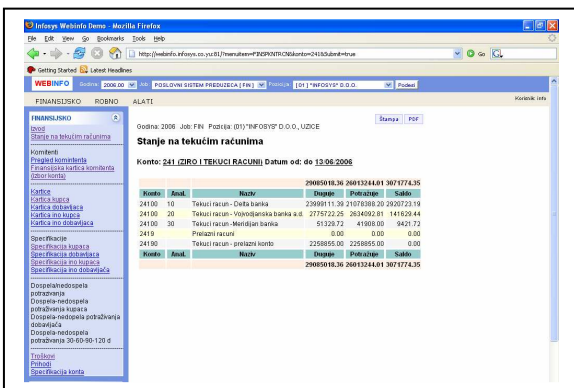 Infosys Webinfo Demo - Mozilla Firefox
File Edit View Go Bookmarks Tools Help
http://webinfo.infosys.co.yu:81/?menuitem=FINSPKNTRCN&konto=241&Submit=true
Go
Getting Started Latest Headlines
WEBINFO Godina: 2006.00 Job: POSLOVNI SISTEM PREDUZECA [ FIN ] Pozicija: [01] "INFOSYS" D.O.O. Podesi
FINANSIJSKO ROBNO ALATI Korisnik: Info
FINANSIJSKO
Izvod
Stanje na tekućim računima
Komitenti
Pregled komintenta
Finansijska kartica komitenta
(izbor konta)
Kartice
Kartica kupca
Kartica dobavljaca
Kartica ino kupca
Kartica ino dobavljaca
Specifikacije
Specifikacija kupaca
Specifikacija dobavljaca
Specifikacija ino kupaca
Specifikacija ino dobavljača
Dospela/nedospela
potrazivanja
Dospela-nedospela
potraživanja kupaca
Dospela-nedopela potraživanja
dobavljača
Dospela-nedospela
potraživanja 30-60-90-120 d
Troškovi
Prihodi
Specifikacija konta
Štampa PDF
Godina: 2006 Job: FIN Pozicija: (01) "INFOSYS" D.O.O., UZICE
Stanje na tekućim računima
Konto: 241 (ZIRO I TEKUCI RACUNI) Datum od: do 13/06/2006
29085018.36 26013244.01 3071774.35
Konto Anal. Naziv Duguje Potražuje Saldo
24100 10 Tekuci racun - Delta banka 23999111.39 21078388.20 2920723.19
24100 20 Tekuci racun - Vojvodjanska banka a.d. 2775722.25 2634092.81 141629.44
24100 30 Tekuci racun - Meridijan banka 51329.72 41908.00 9421.72
2419 Prelazni racuni 0.00 0.00 0.00
24190 Tekuci racun - prelazni konto 2258855.00 2258855.00 0.00
Konto Anal. Naziv Duguje Potražuje Saldo
29085018.36 26013244.01 3071774.35